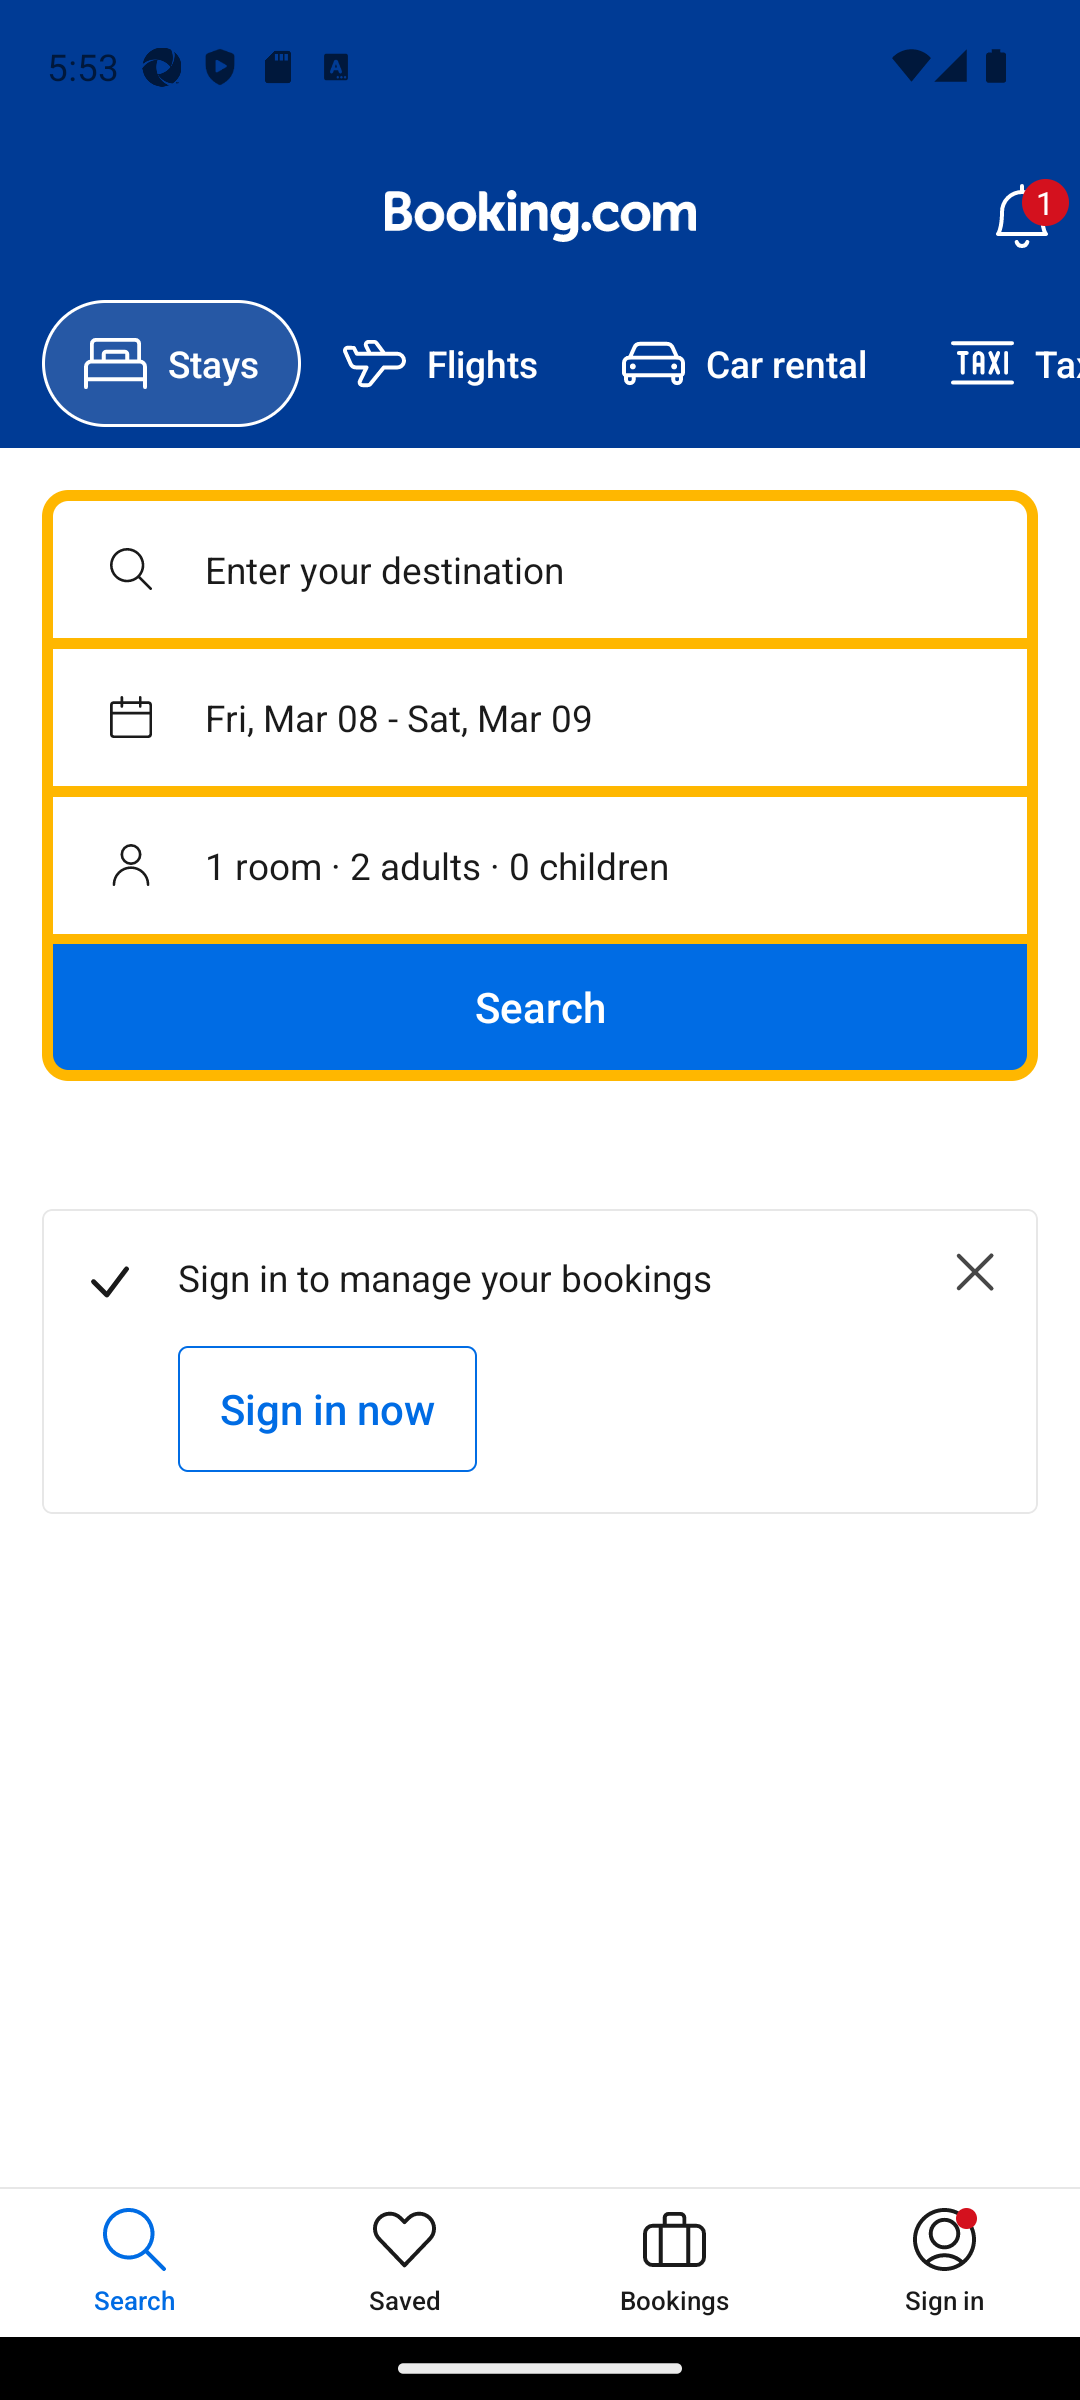 5:53
Booking.com
1
Stays
Flights
Car rental
TAXI
Tax
Enter your destination
Fri, Mar 08 - Sat, Mar 09
1 room · 2 adults · 0 children
Search
Sign in to manage your bookings
Sign in now
Search
Saved
Bookings
Sign in